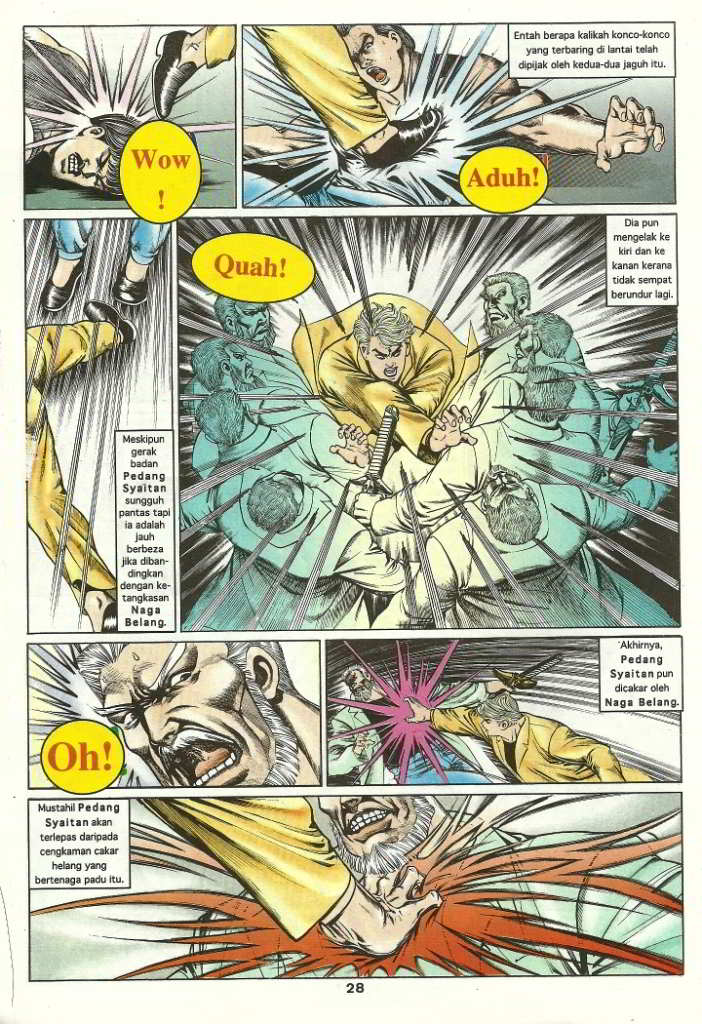 Wow
!
Entah berapa kalikah konco-konco
yang terbaring di lantai telah
dipijak oleh kedua-dua jaguh itu.
Aduh!
Meskipun
gerak
badan
Pedang
Syaitan
sungguh
pantas tapi
ia adalah
jauh
berbeza
jika diban-
dingkan
dengan ke-
tangkasan
Naga
Belang.
Quah!
Dia pun
mengelak ke
kiri dan ke
kanan kerana
tidak sempat
berundur lagi.
Oh!
Akhirnya,
Pedang
Syaitan pun
dicakar oleh
Naga Belang.
Mustahil Pedang
Syaitan akan
terlepas daripada
cengkaman cakar
helang yang
bertenaga padu itu.
28